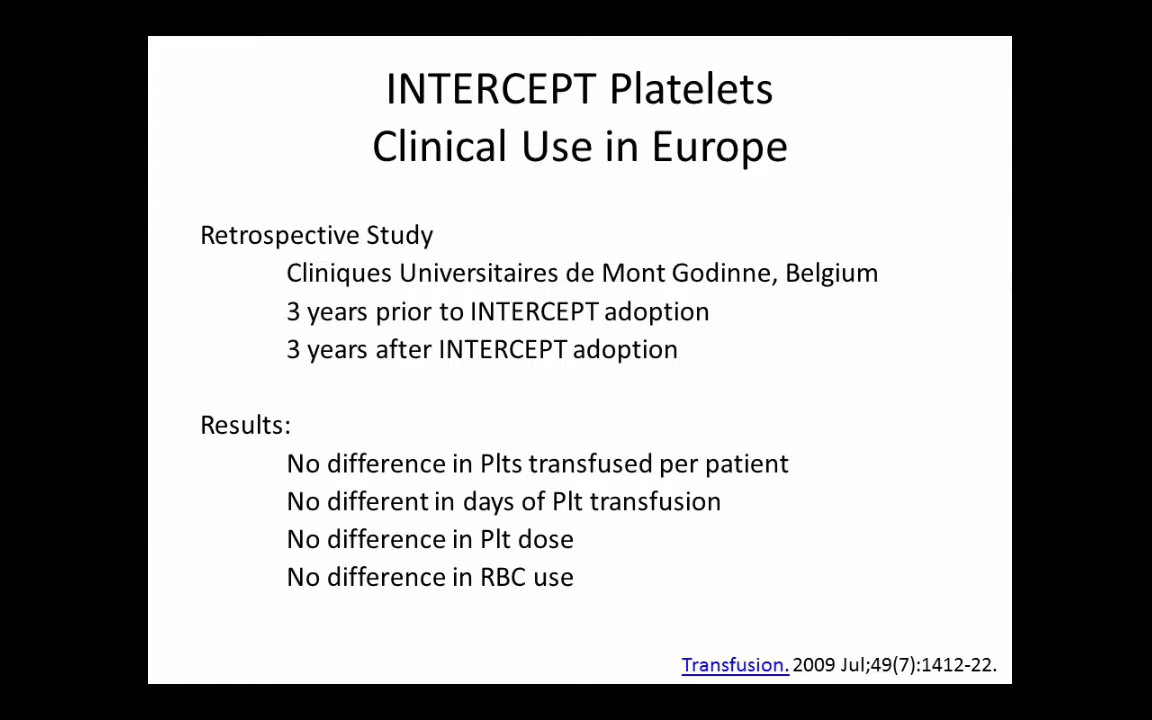 INTERCEPT Platelets
Clinical Use in Europe
Retrospective Study
Cliniques Universitaires de Mont Godinne, Belgium
3 years prior to INTERCEPT adoption
3 years after INTERCEPT adoption
Results:
No difference in Plts transfused per patient
No different in days of Plt transfusion
No difference in Plt dose
No difference in RBC use
Transfusion. 2009 Jul;49(7):1412-22.